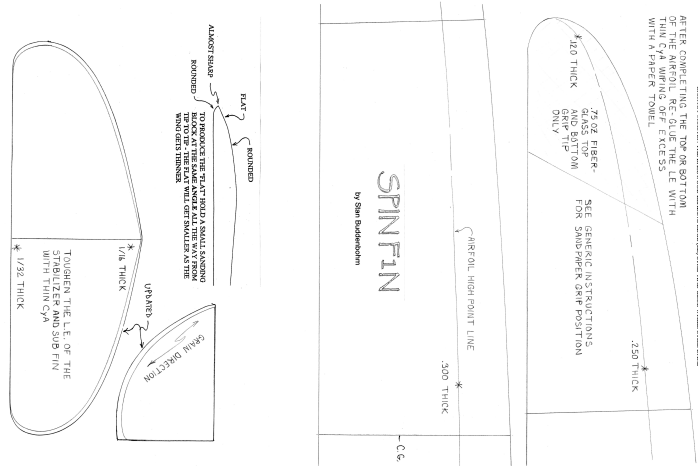 AFTER COMPLETING THE TOP OR BOTTOM
OF THE AIRFOIL RE-GLUE THE LE WITH
THIN CyA WIPING OFF EXCESS
WITH A PAPER TOWEL
.120 THICK
.75 OZ FIBER-
GLASS TOP
AND BOTTOM
GRIP TIP
ONLY
SEE GENERIC INSTRUCTIONS
FOR SANDPAPER GRIP POSITION
.250 THICK
AIRFOIL HIGH POINT LINE
.300 THICK
C.G.
SPINF1N
by Stan Buddenbohm
FLAT
ROUNDED
ALMOST SHARP
ROUNDED
TO PRODUCE THE "FLAT" HOLD A SMALL SANDING
BLOCK AT THE SAME ANGLE ALL THE WAY FROM
TIP TO TIP - THE FLAT WILL GET SMALLER AS THE
WING GETS THINNER
UPDATED
GRAIN DIRECTION
1/16 THICK
TOUGHEN THE L.E. OF THE
STABILIZER AND SUB FIN
WITH THIN CyA
1/32 THICK